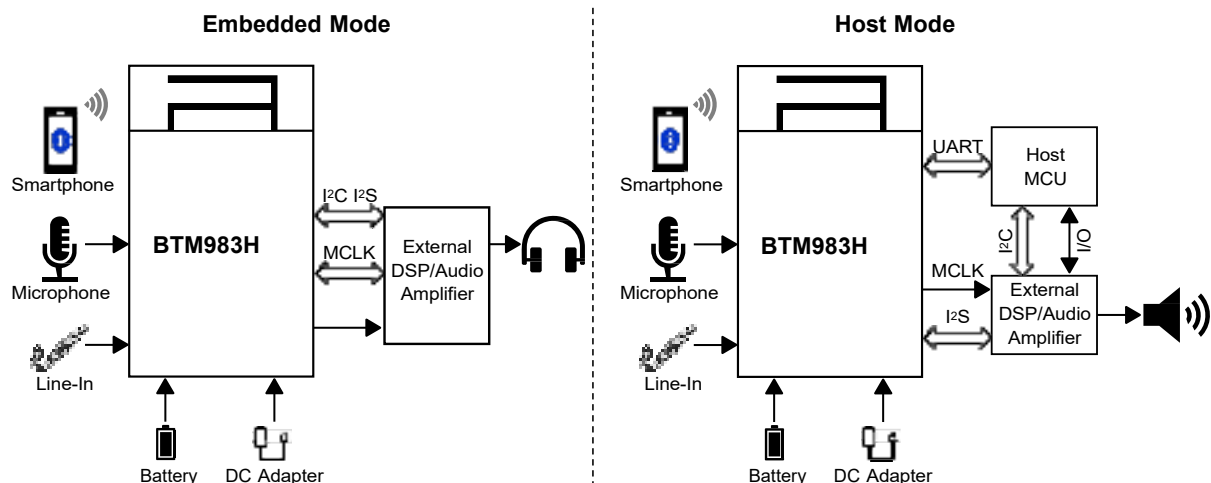 Embedded Mode
Smartphone
Microphone
Line-In
BTM983H
I²C I²S
MCLK
External
DSP/Audio
Amplifier
Battery
DC Adapter
Host Mode
Smartphone
Microphone
Line-In
BTM983H
UART
Host
MCU
I²C
I/O
MCLK
I²S
External
DSP/Audio
Amplifier
Battery
DC Adapter